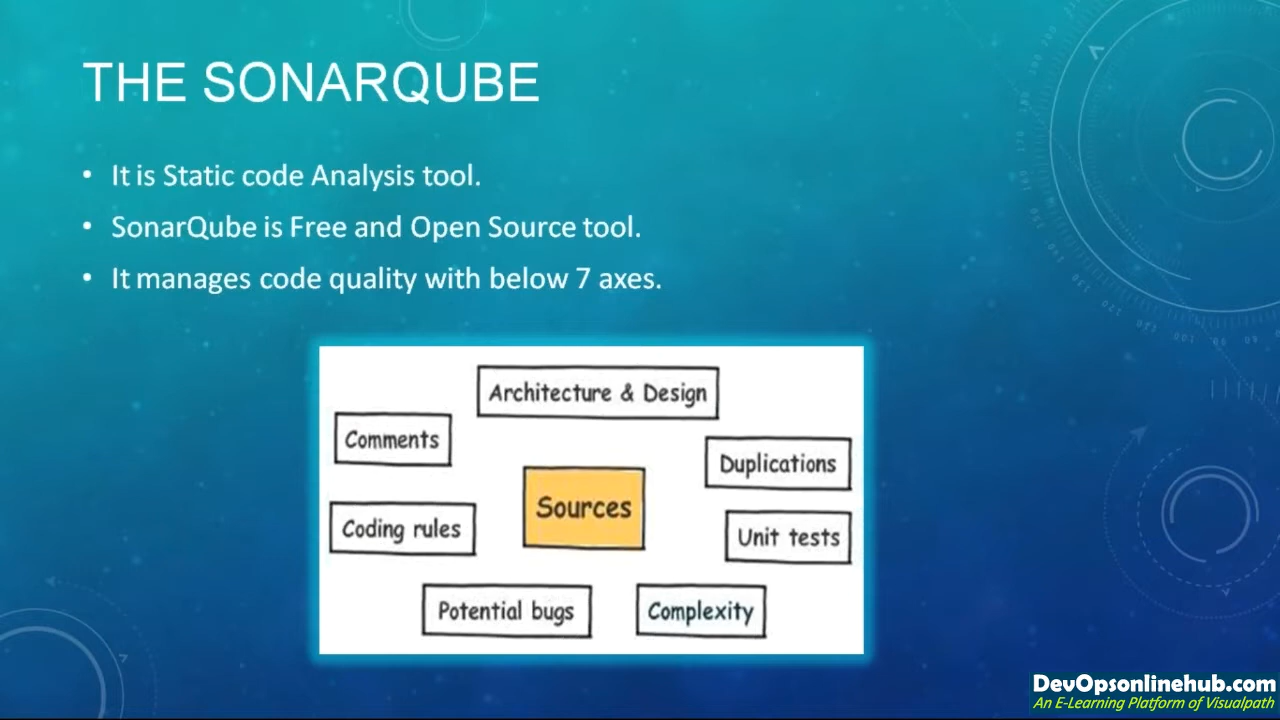 THE SONARQUBE
• It is Static code Analysis tool.
• SonarQube is Free and Open Source tool.
• It manages code quality with below 7 axes.
Architecture & Design
Comments
Duplications
Sources
Coding rules
Unit tests
Potential bugs
Complexity
DevOpsonlinehub.com
An E-Learning Platform of Visualpath